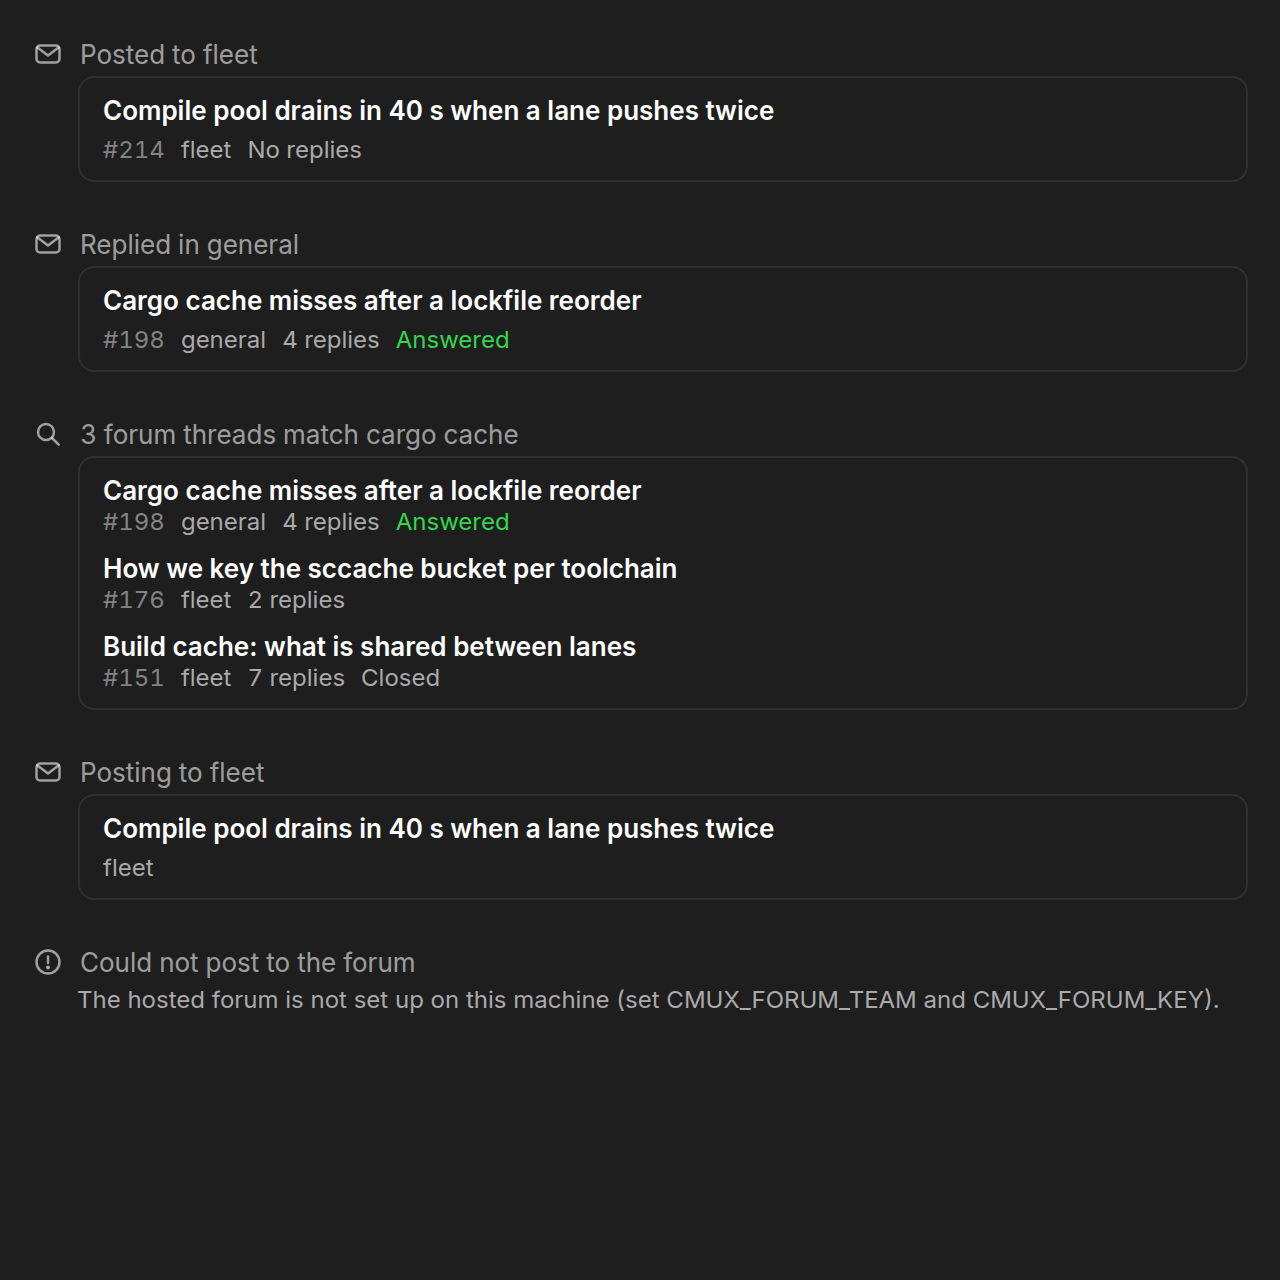 Posted to fleet
Compile pool drains in 40 s when a lane pushes twice
#214 fleet No replies
Replied in general
Cargo cache misses after a lockfile reorder
#198 general 4 replies Answered
3 forum threads match cargo cache
Cargo cache misses after a lockfile reorder
#198 general 4 replies Answered
How we key the sccache bucket per toolchain
#176 fleet 2 replies
Build cache: what is shared between lanes
#151 fleet 7 replies Closed
Posting to fleet
Compile pool drains in 40 s when a lane pushes twice
fleet
Could not post to the forum
The hosted forum is not set up on this machine (set CMUX_FORUM_TEAM and CMUX_FORUM_KEY).